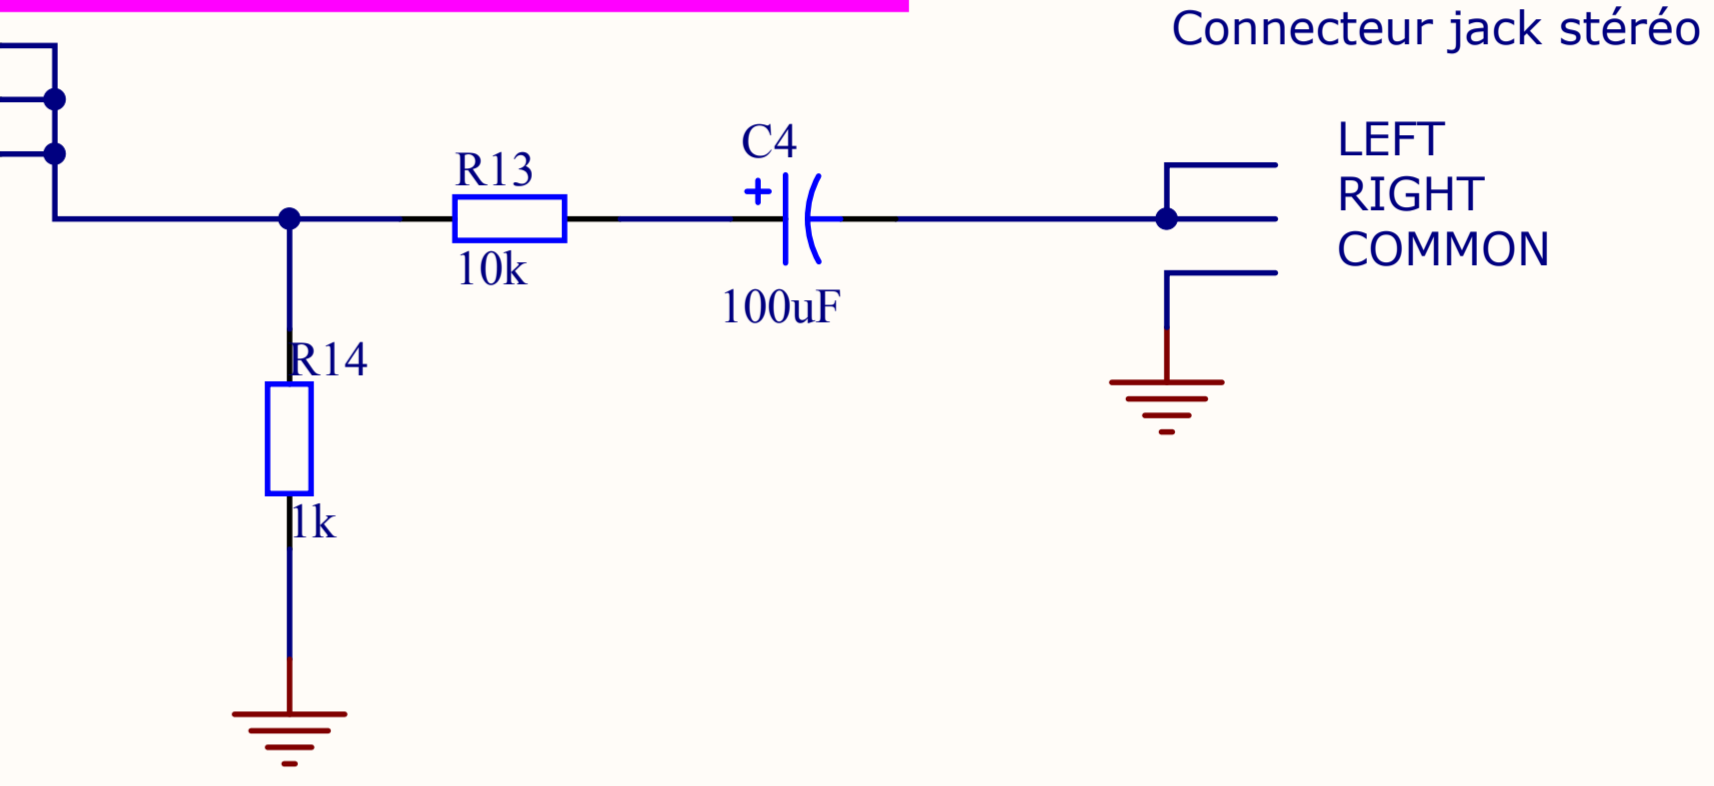 Connecteur jack stéréo
C4
+
LEFT
R13
RIGHT
COMMON
10k
100uF
R14
1k